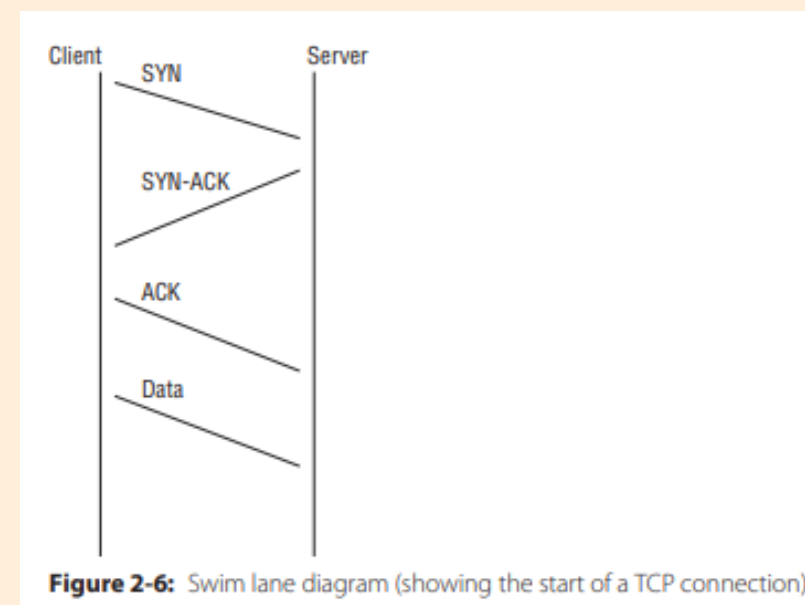 Client Server
SYN
SYN-ACK
ACK
Data
Figure 2-6: Swim lane diagram (showing the start of a TCP connection)